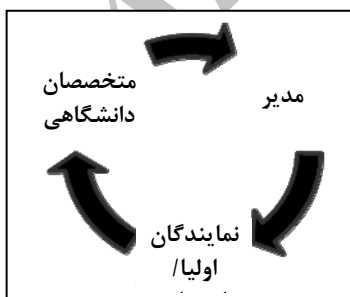 متخصصان
دانشگاهی
مدیر
نمایندگان
اولیا/